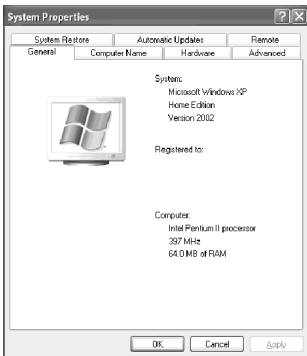 System Properties
System Restore
Automatic Updates
Remote
General
Computer Name
Hardware
Advanced
System:
Microsoft Windows XP
Home Edition
Version 2002
Registered to:
Computer:
Intel Pentium II processor
397 MHz
64.0 MB of RAM
OK
Cancel
Apply